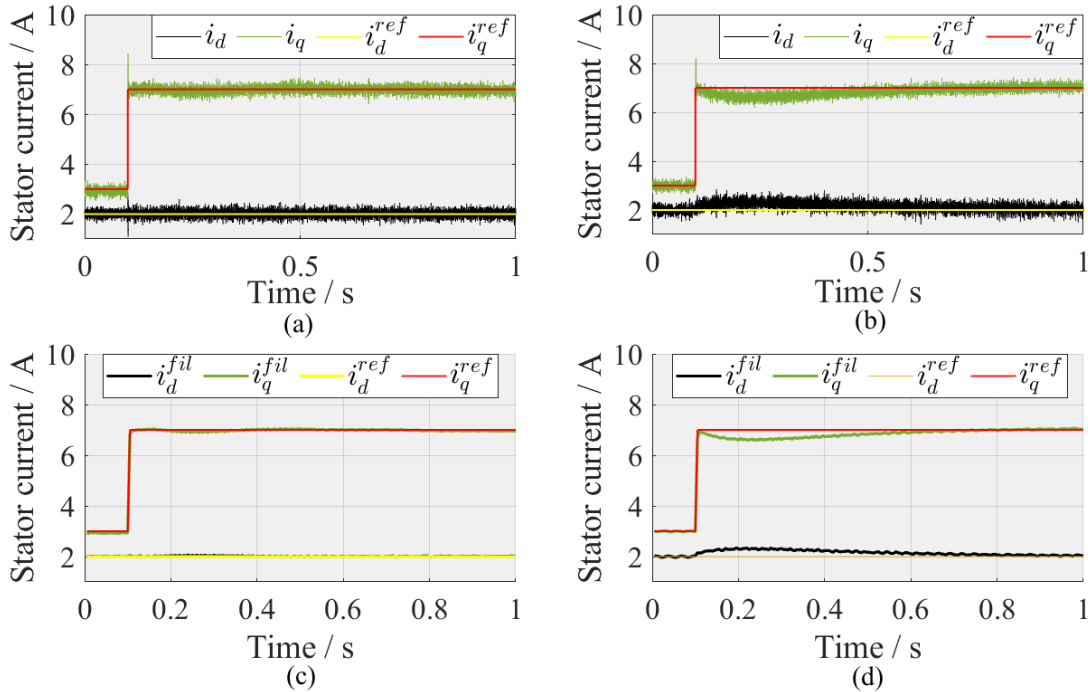 Stator current / A
10
8
6
4
2
i_d i_q i_d^{ref} i_q^{ref}
0 0.5 1
Time / s
(a)
Stator current / A
10
8
6
4
2
i_d i_q i_d^{ref} i_q^{ref}
0 0.5 1
Time / s
(b)
Stator current / A
10
8
6
4
2
i_d^{fil} i_q^{fil} i_d^{ref} i_q^{ref}
0 0.2 0.4 0.6 0.8 1
Time / s
(c)
Stator current / A
10
8
6
4
2
i_d^{fil} i_q^{fil} i_d^{ref} i_q^{ref}
0 0.2 0.4 0.6 0.8 1
Time / s
(d)